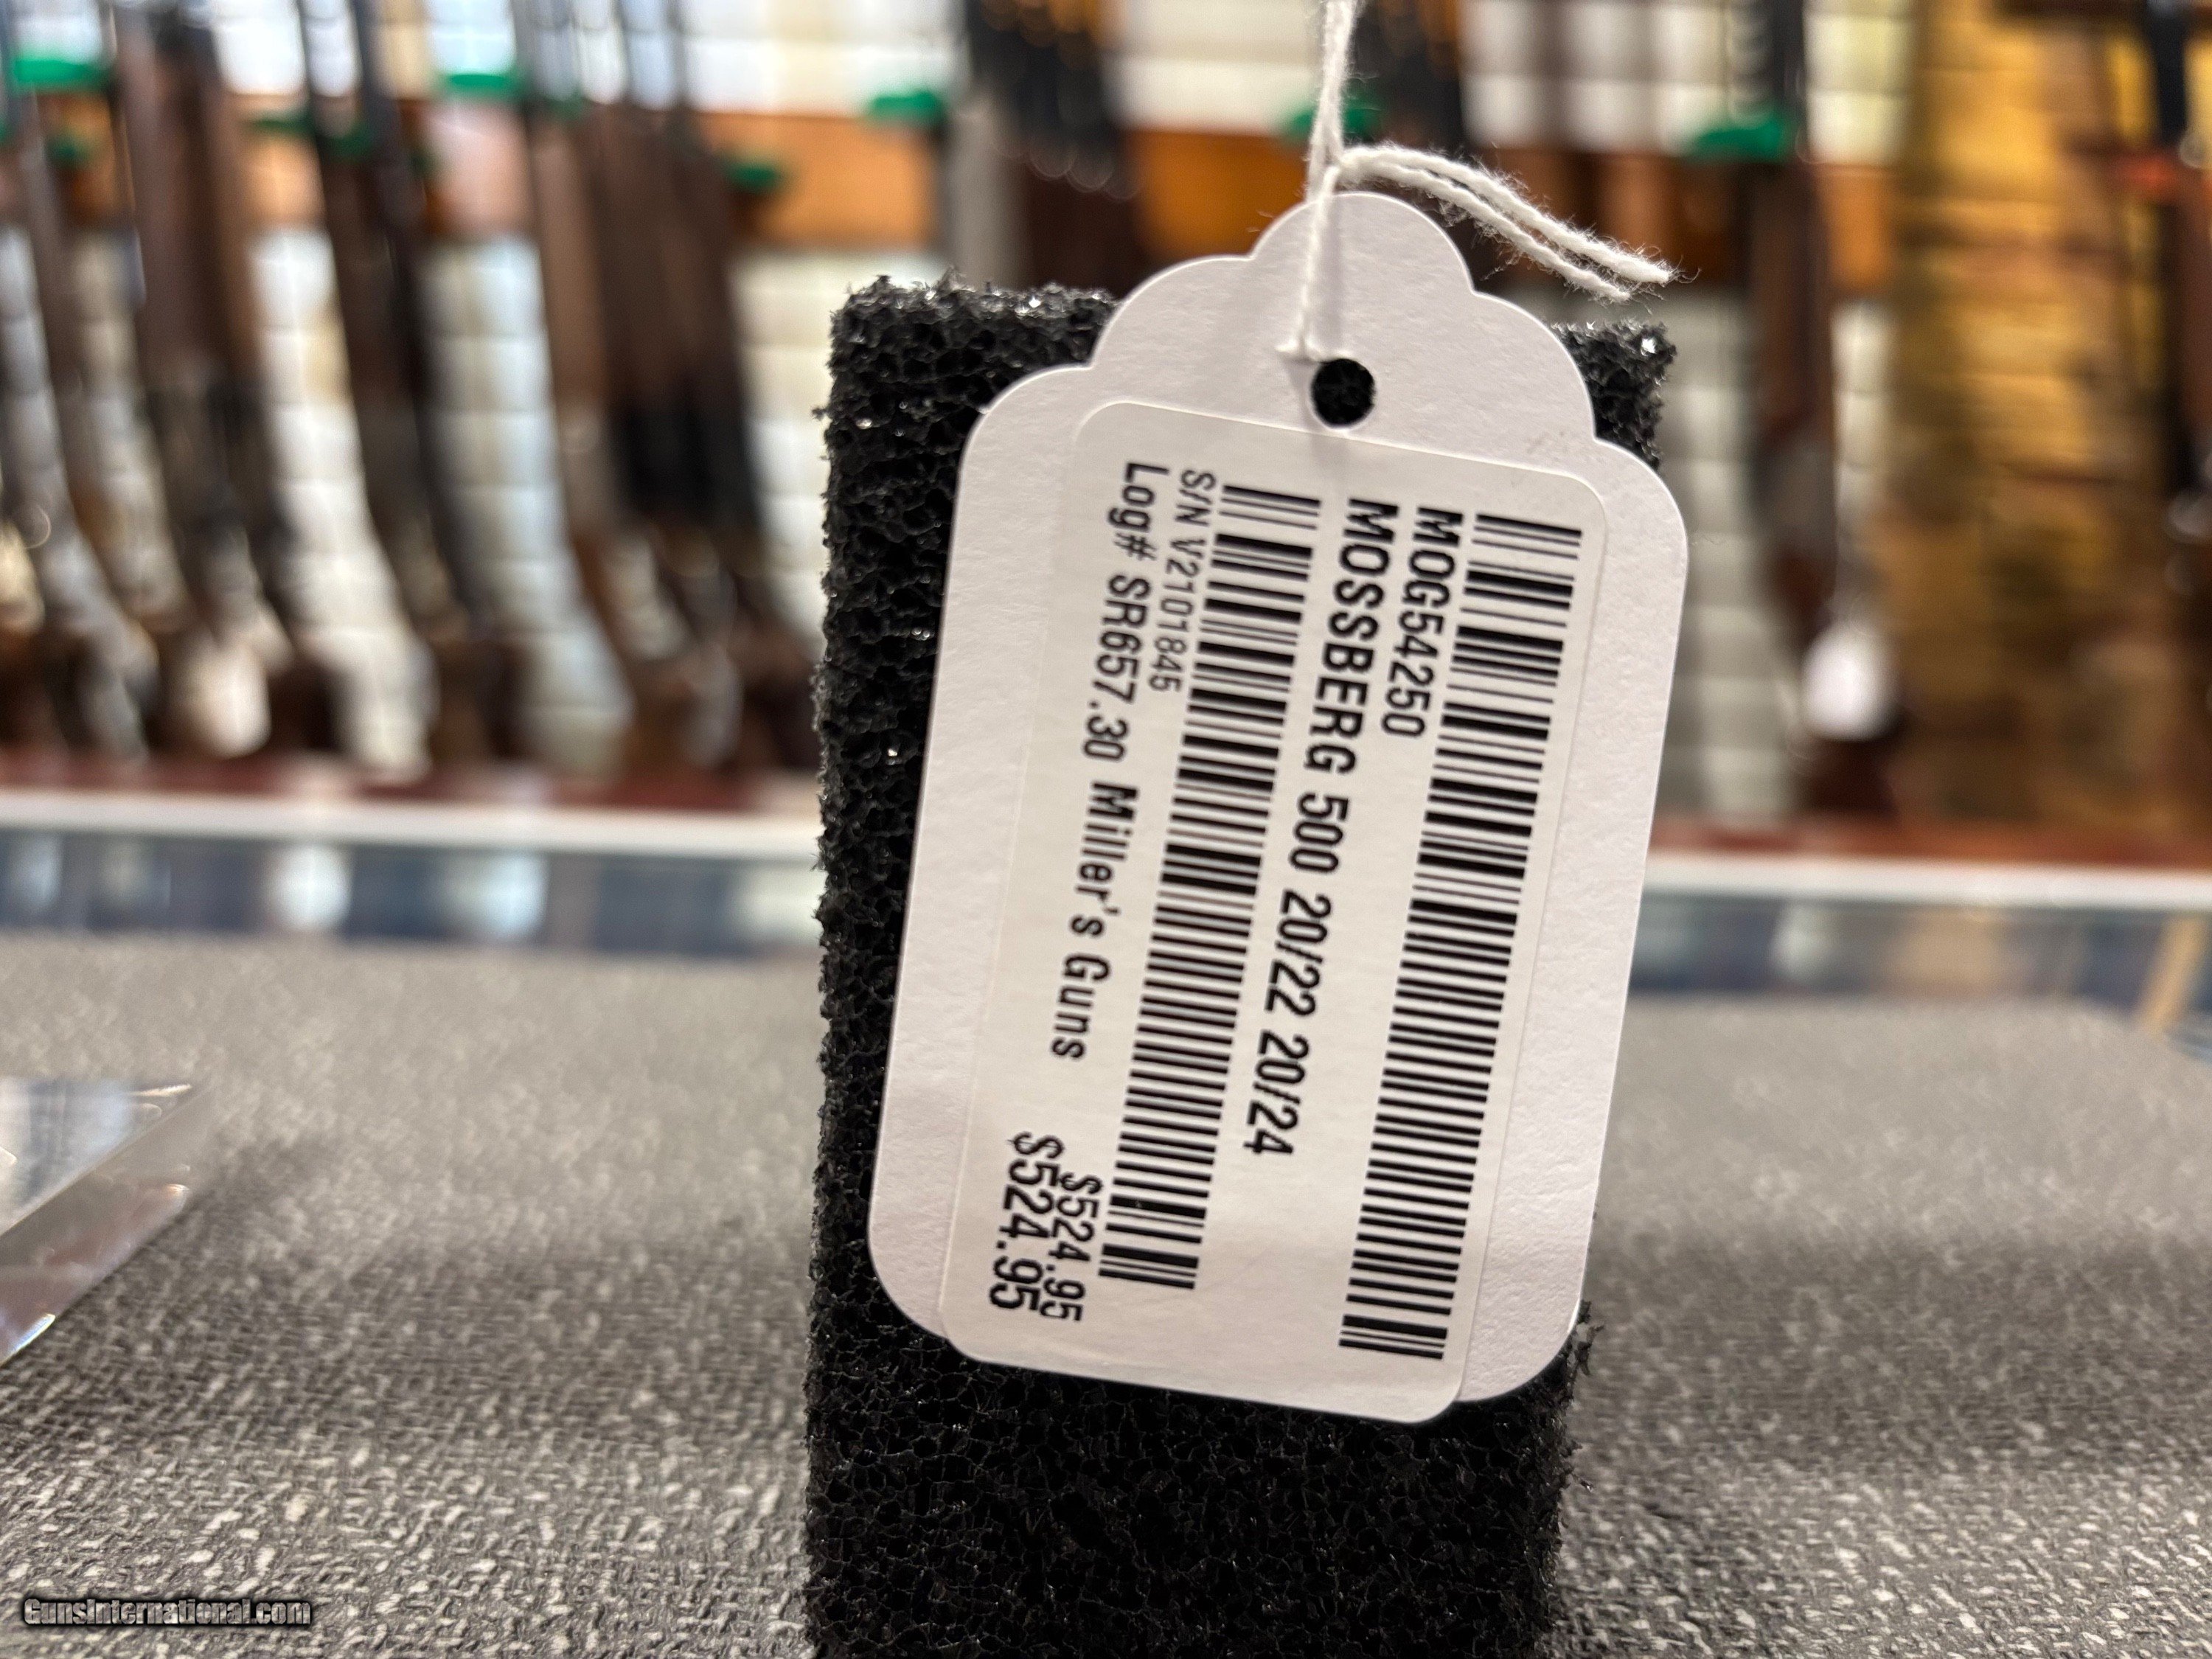 MOG54250
MOSSBERG 500 20/22 20/24
S/N V2101845
Log# SR657.30 Miller's Guns
$524.95
$524.95
GunsInternational.com